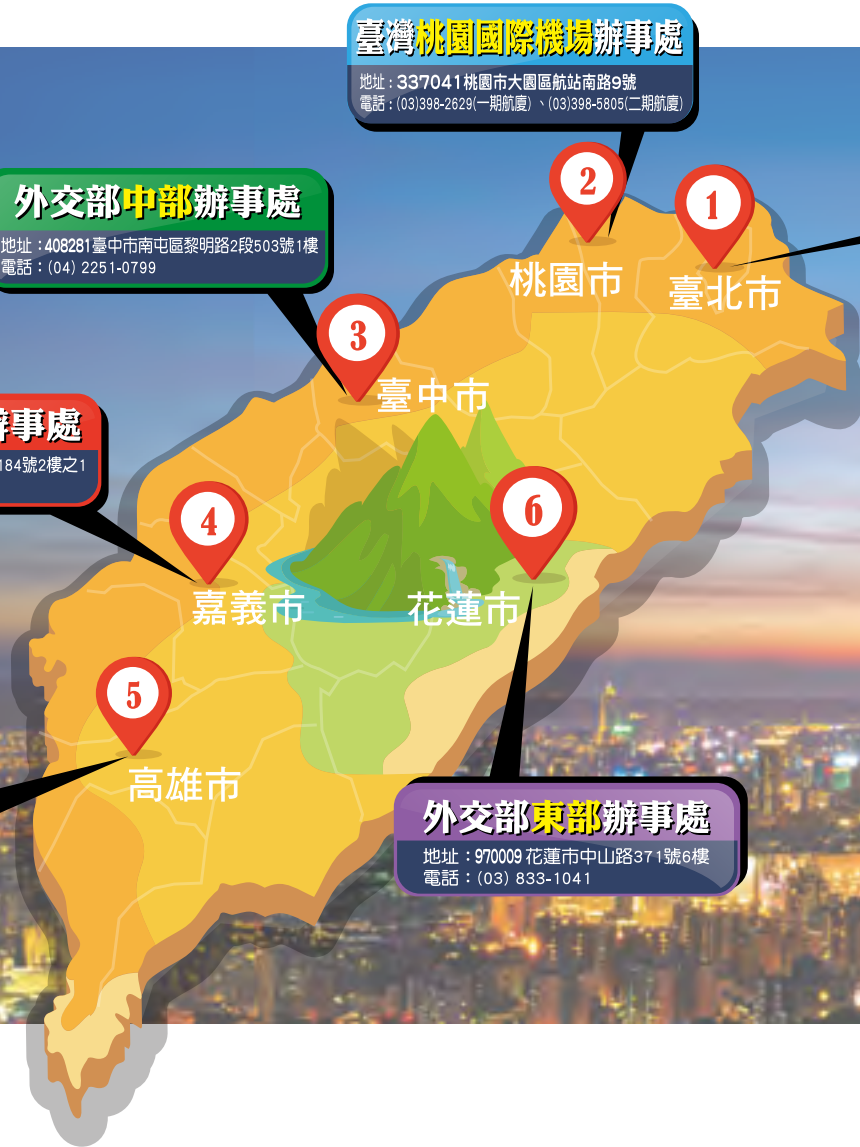 臺灣桃園國際機場辦事處
地址：337041桃園市大園區航站南路9號
電話：(03)398-2629(一期航廈)、(03)398-5805(二期航廈)
2
1
外交部中部辦事處
地址：408281臺中市南屯區黎明路2段503號1樓
電話：(04) 2251-0799
桃園市
臺北市
3
臺中市
事處
184號2樓之1
4
6
嘉義市
花蓮市
5
高雄市
外交部東部辦事處
地址：970009 花蓮市中山路371號6樓
電話：(03) 833-1041